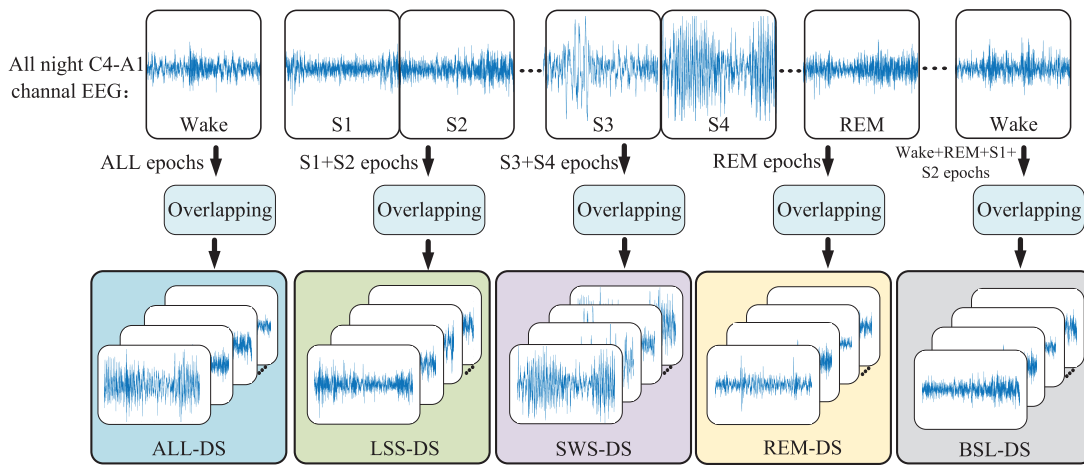 All night C4-A1
channel EEG:
Wake
S1
S2
S3
S4
REM
Wake
ALL epochs
S1+S2 epochs
S3+S4 epochs
REM epochs
Wake+REM+S1+
S2 epochs
Overlapping
Overlapping
Overlapping
Overlapping
Overlapping
ALL-DS
LSS-DS
SWS-DS
REM-DS
BSL-DS